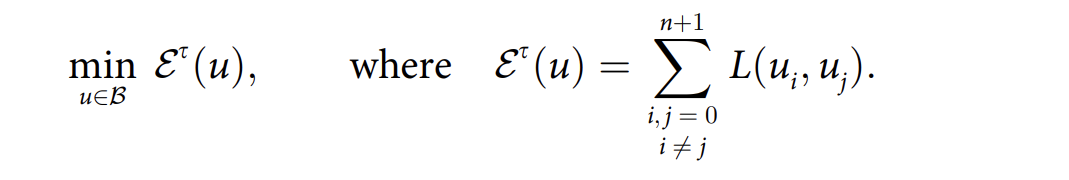 min_{u∈ℬ} ℰ^τ(u), where ℰ^τ(u) = ∑_{i,j = 0, i ≠ j}^{n+1} L(u_i, u_j).